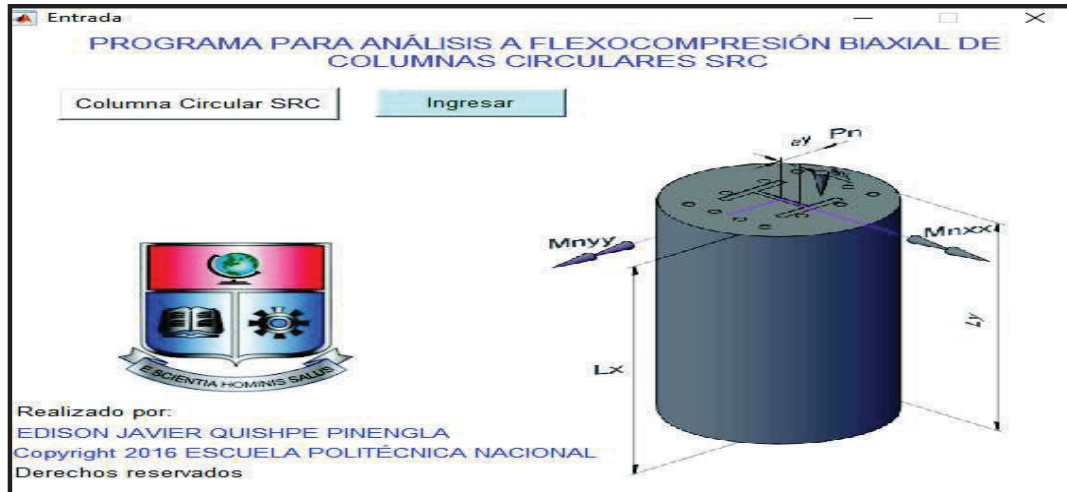 Entrada
PROGRAMA PARA ANÁLISIS A FLEXOCOMPRESIÓN BIAXIAL DE
COLUMNAS CIRCULARES SRC
Columna Circular SRC
Ingresar
ey
Pn
Mnyy
Mnxx
Lx
Ly
E SCIENTIA HOMINIS SALUS
Realizado por:
EDISON JAVIER QUISHPE PINENGLA
Copyright 2016 ESCUELA POLITÉCNICA NACIONAL
Derechos reservados